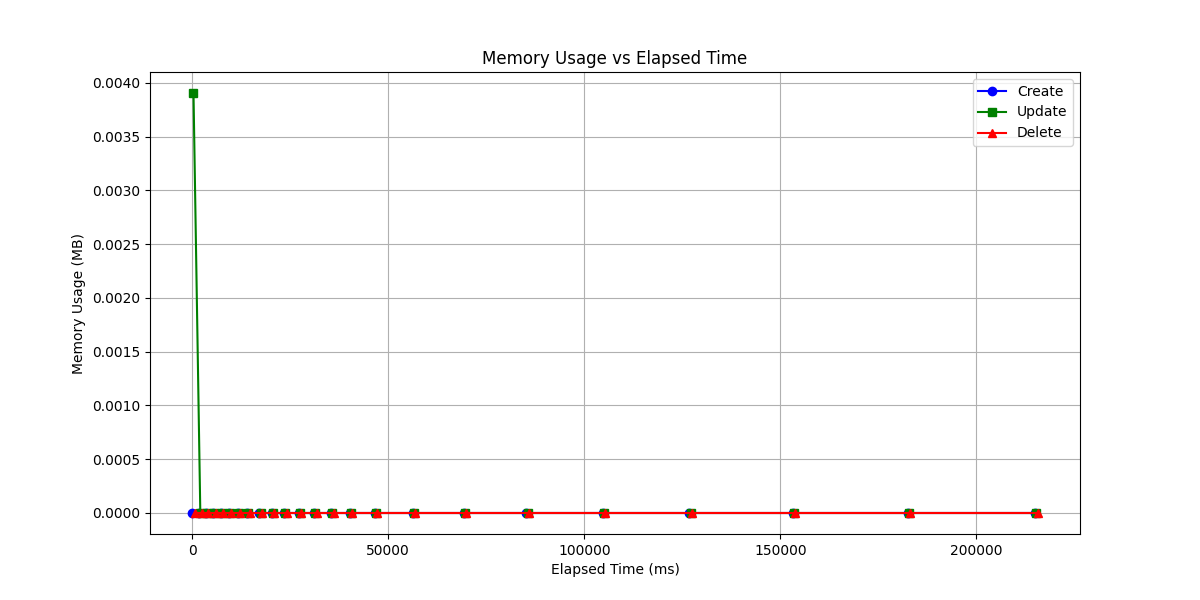 Memory Usage vs Elapsed Time
Create
Update
Delete
Memory Usage (MB)
0.0040
0.0035
0.0030
0.0025
0.0020
0.0015
0.0010
0.0005
0.0000
0 50000 100000 150000 200000
Elapsed Time (ms)